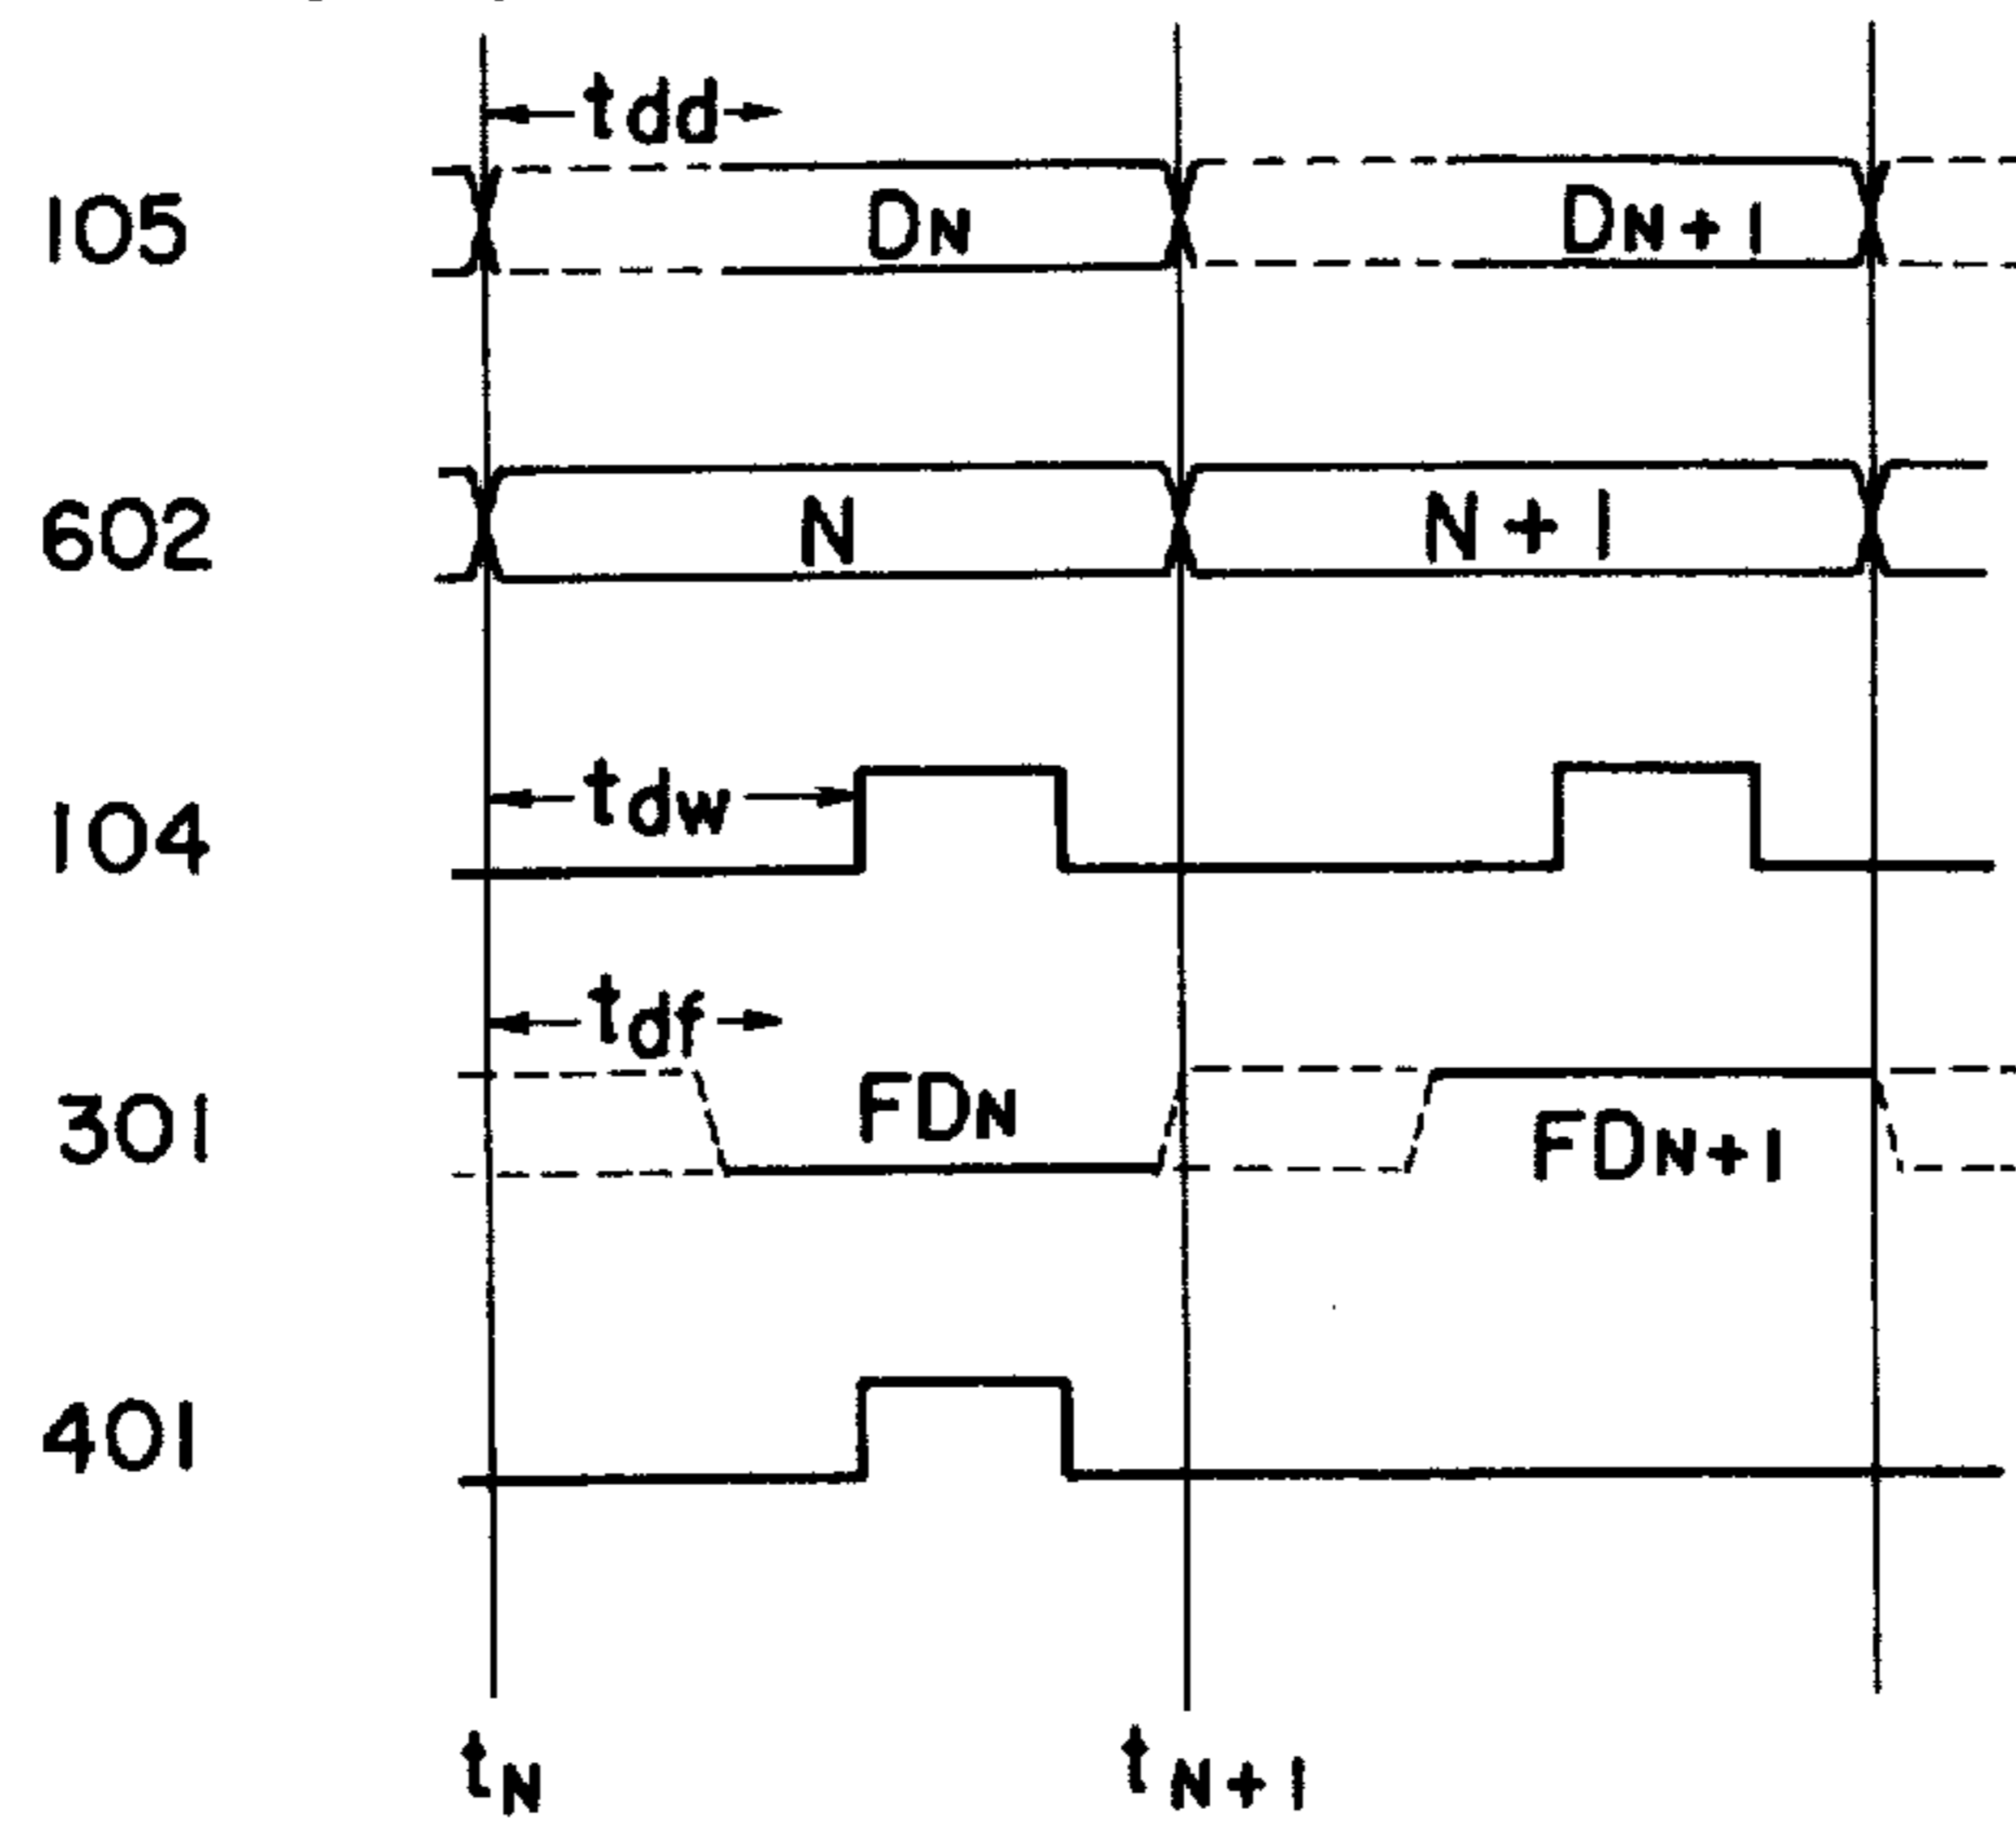 tdd
105 DN DN+1
602 N N+1
104 tdw
tdf
301 FDN FDN+1
401
tN tN+1